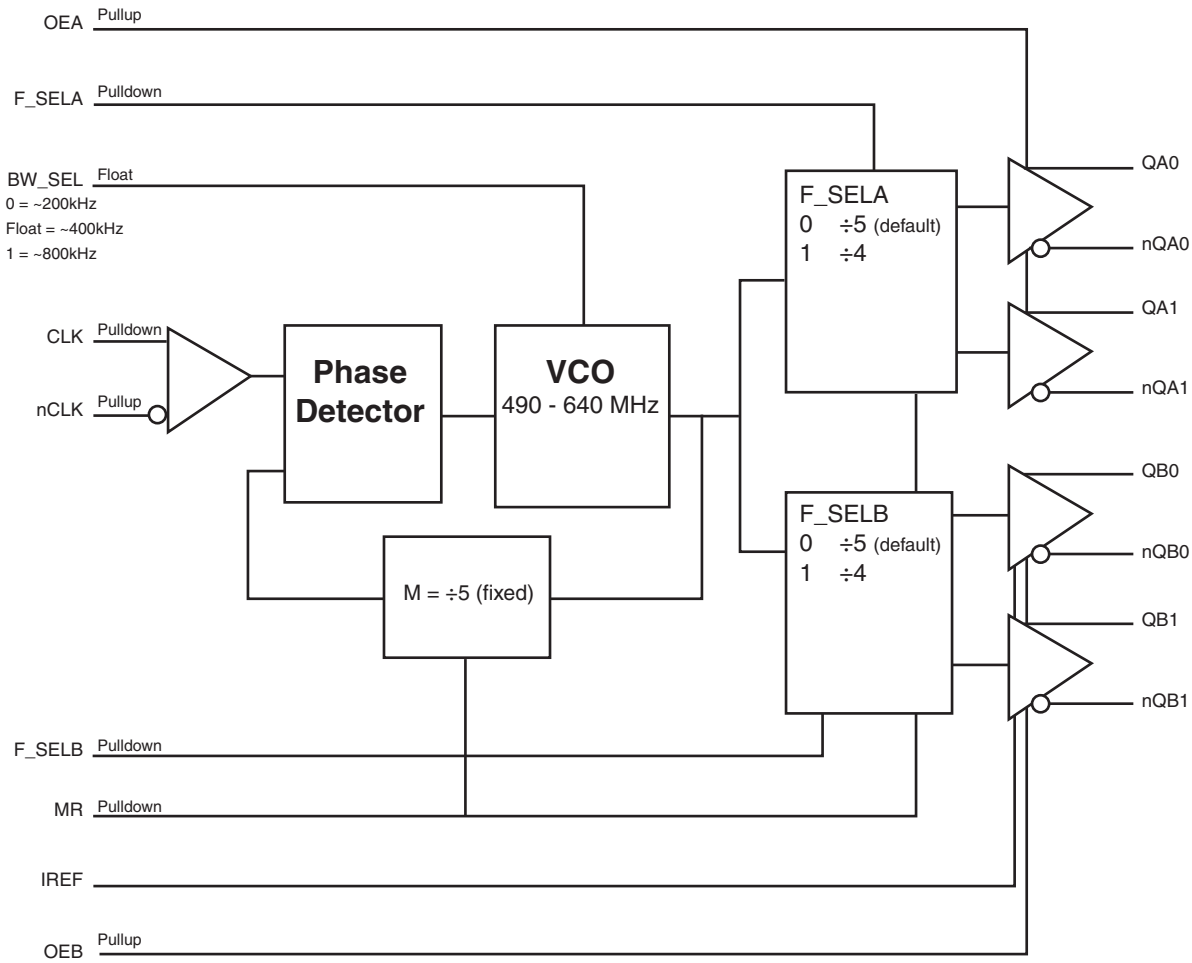 OEA Pullup
F_SELA Pulldown
BW_SEL Float
0 = ~200kHz
Float = ~400kHz
1 = ~800kHz
CLK Pulldown
nCLK Pullup
Phase
Detector
VCO
490 - 640 MHz
M = ÷5 (fixed)
F_SELA
0 ÷5 (default)
1 ÷4
F_SELB
0 ÷5 (default)
1 ÷4
QA0
nQA0
QA1
nQA1
QB0
nQB0
QB1
nQB1
F_SELB Pulldown
MR Pulldown
IREF
OEB Pullup